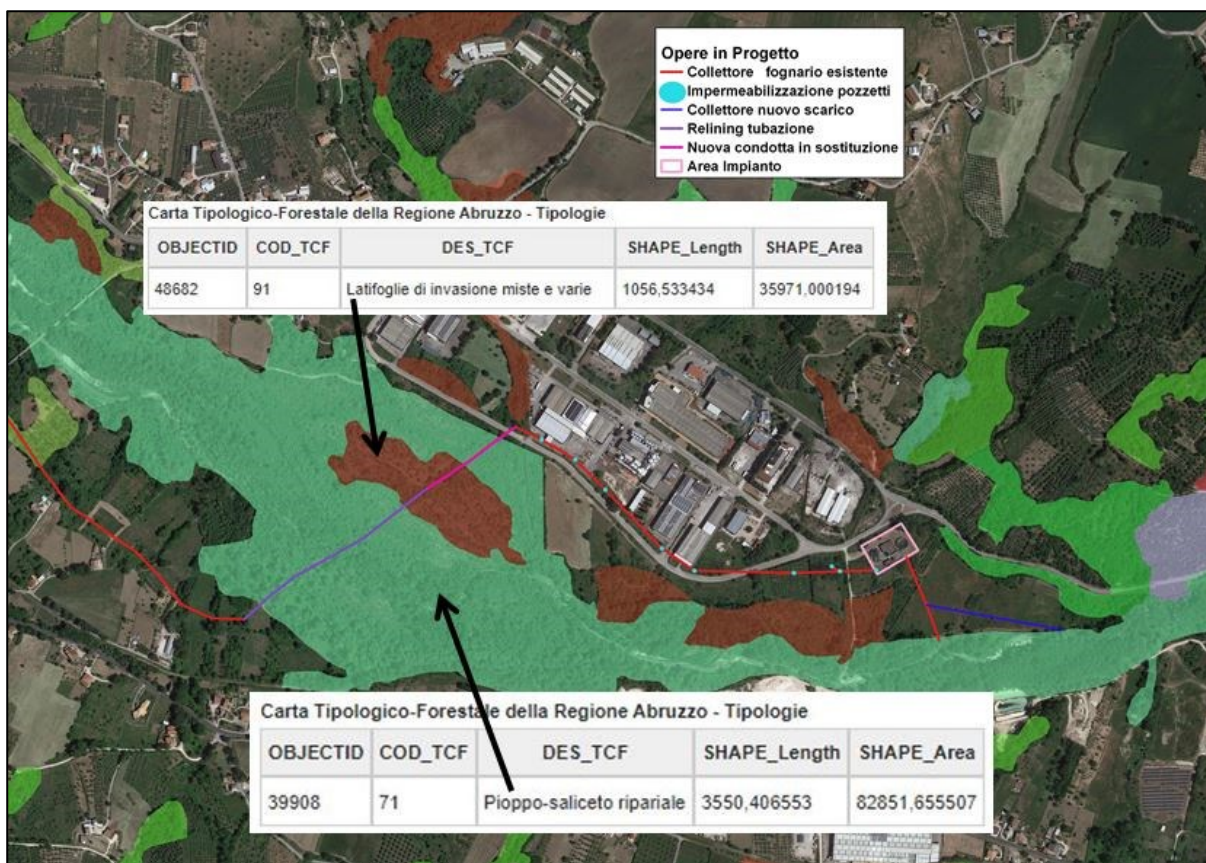 Opere in Progetto
Collettore fognario esistente
Impermeabilizzazione pozzetti
Collettore nuovo scarico
Relining tubazione
Nuova condotta in sostituzione
Area Impianto
Carta Tipologico-Forestale della Regione Abruzzo - Tipologie
OBJECTID COD_TCF DES_TCF SHAPE_Length SHAPE_Area
48682 91 Latifoglie di invasione miste e varie 1056,533434 35971,000194
Carta Tipologico-Forestale della Regione Abruzzo - Tipologie
OBJECTID COD_TCF DES_TCF SHAPE_Length SHAPE_Area
39908 71 Pioppo-saliceto ripariale 3550,406553 82851,655507